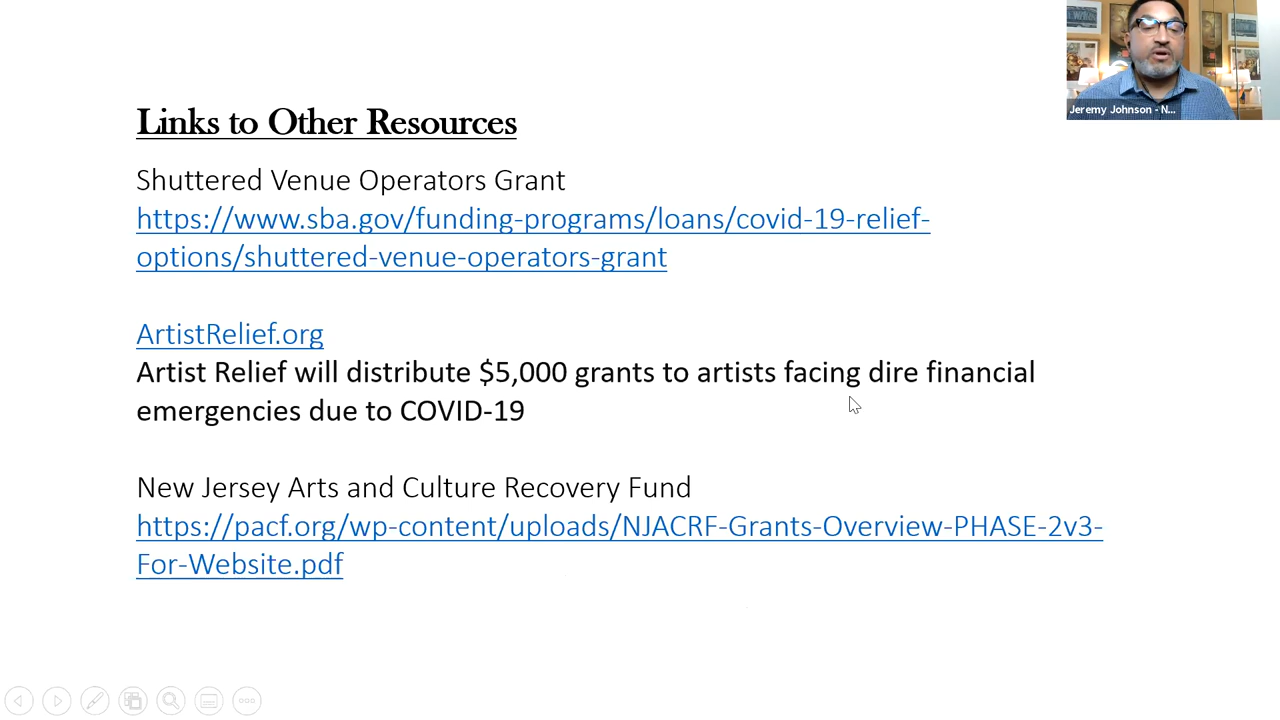 Jeremy Johnson - N...
Links to Other Resources
Shuttered Venue Operators Grant
https://www.sba.gov/funding-programs/loans/covid-19-relief-
options/shuttered-venue-operators-grant
ArtistRelief.org
Artist Relief will distribute $5,000 grants to artists facing dire financial
emergencies due to COVID-19
New Jersey Arts and Culture Recovery Fund
https://pacf.org/wp-content/uploads/NJACRF-Grants-Overview-PHASE-2v3-
For-Website.pdf